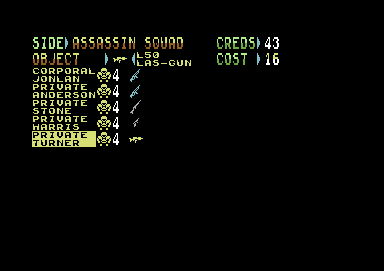 SIDE ASSASSIN SQUAD CREDS 43
OBJECT L50 LAS-GUN COST 16
CORPORAL JONLAN 4
PRIVATE ANDERSON 4
PRIVATE STONE 4
PRIVATE HARRIS 4
PRIVATE TURNER 4